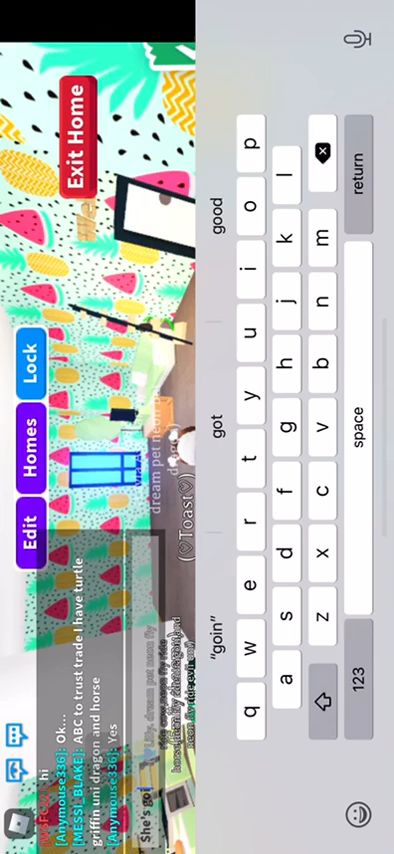 hi
[Anymouse336]: Ok...
[MESSI_BLAKE]: ABC to trust trade I have turtle
griffin uni dragon and horse
[Anymouse336]: Yes
She's goi
Edit
Homes
Lock
Exit Home
dream pet neon
(♡Toast♡)
"goin"
got
good
q w e r t y u i o p
a s d f g h j k l
z x c v b n m
123
space
return